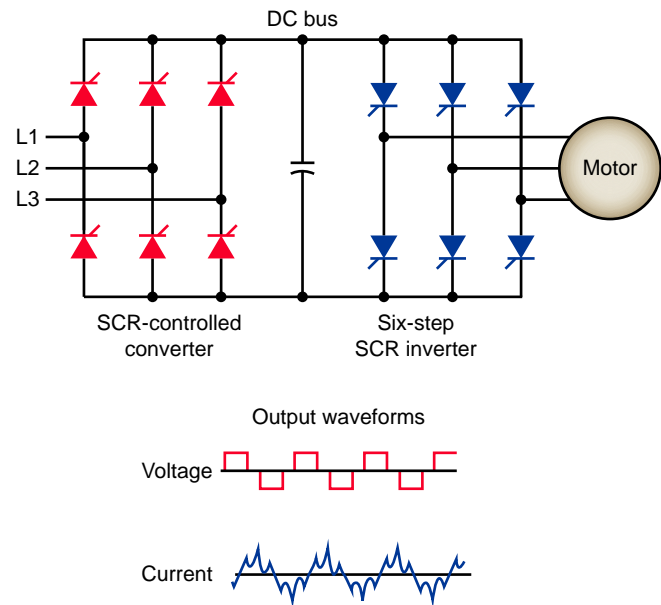 DC bus
L1
L2
L3
Motor
SCR-controlled
converter
Six-step
SCR inverter
Output waveforms
Voltage
Current